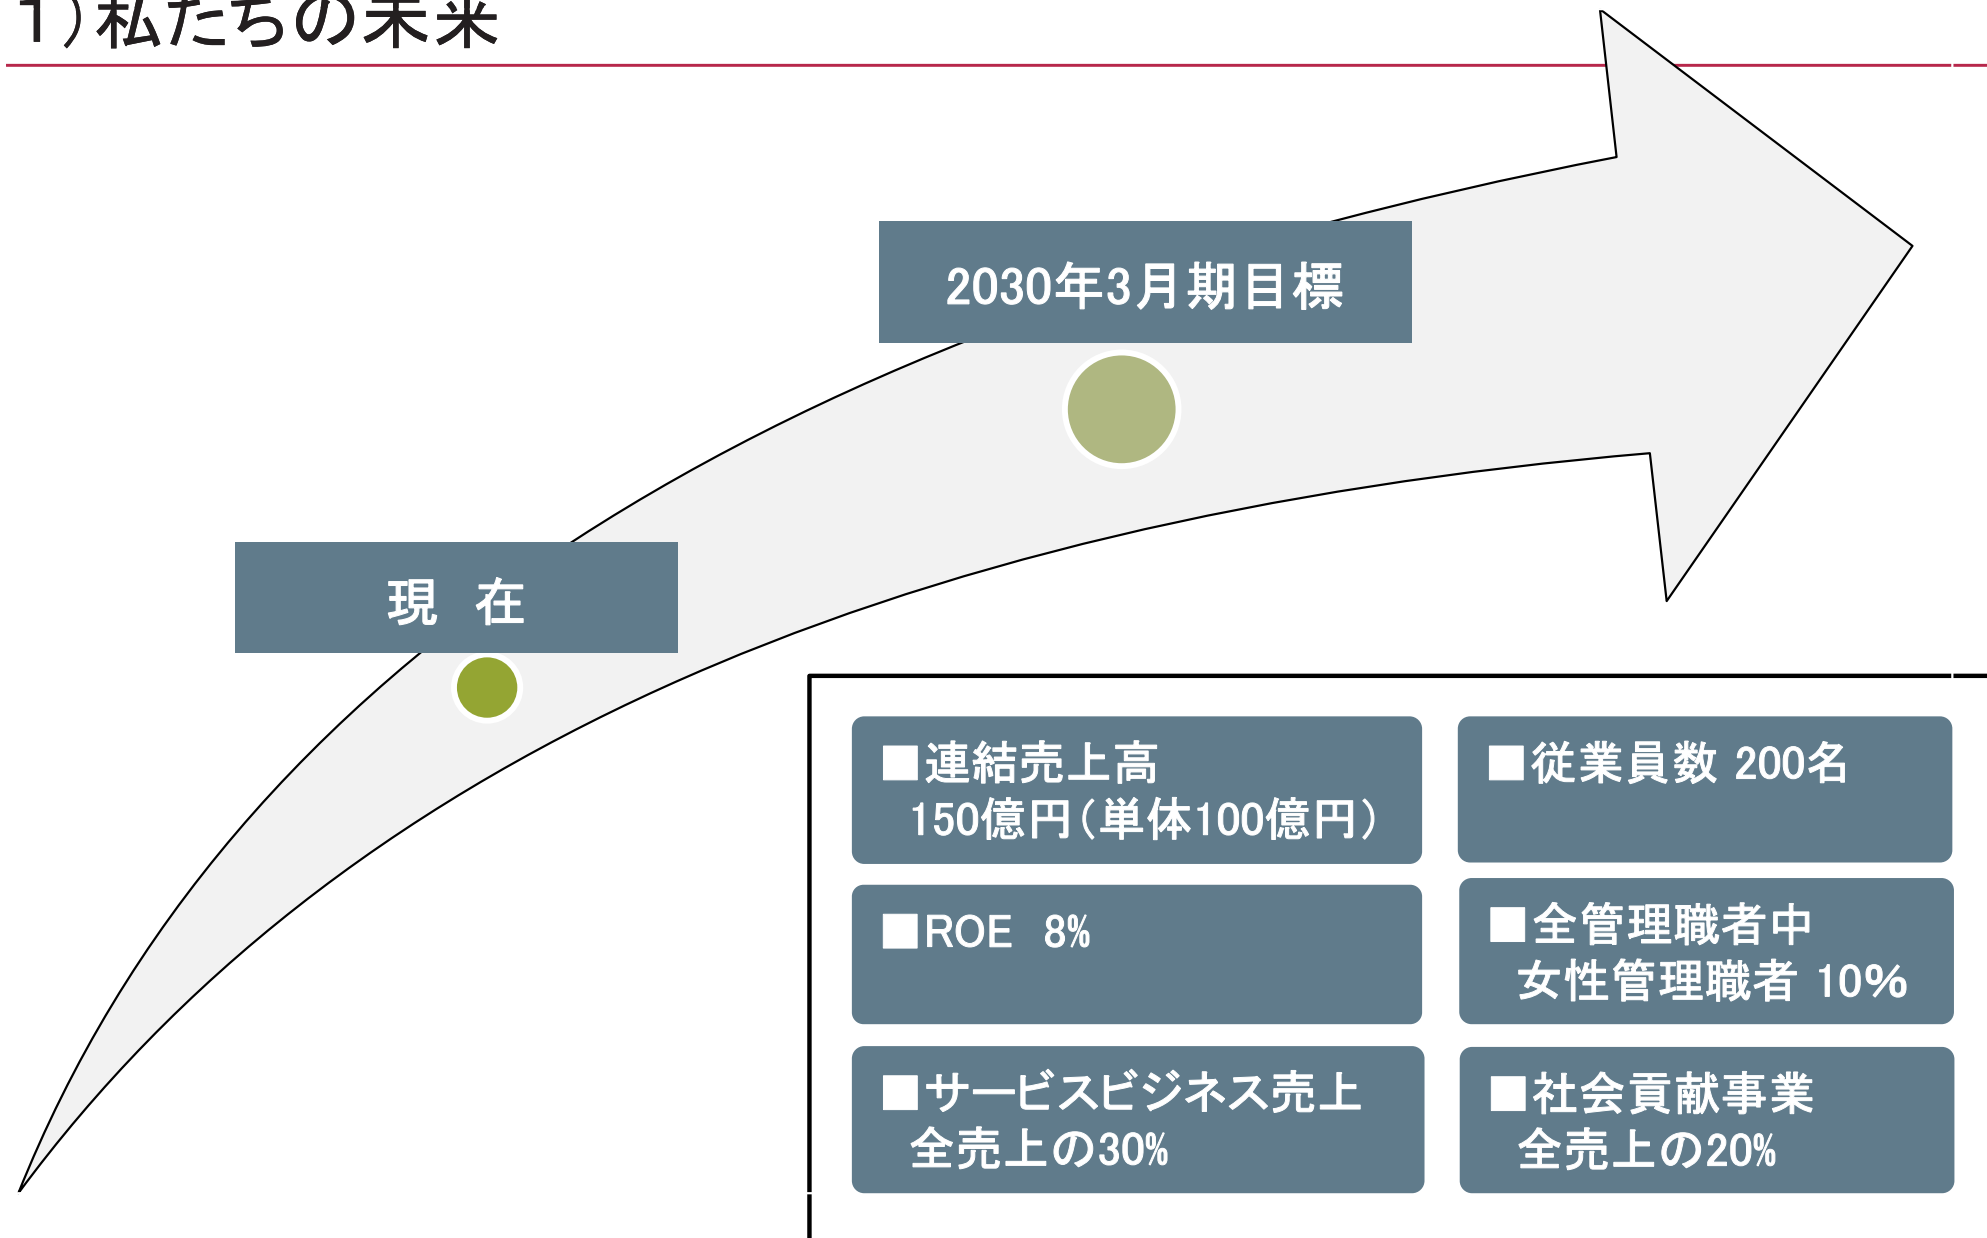 1）私たちの未来
2030年3月期目標
現　在
■連結売上高
150億円（単体100億円）
■従業員数 200名
■ROE　8%
■全管理職者中
女性管理職者 10%
■サービスビジネス売上
全売上の30%
■社会貢献事業
全売上の20%